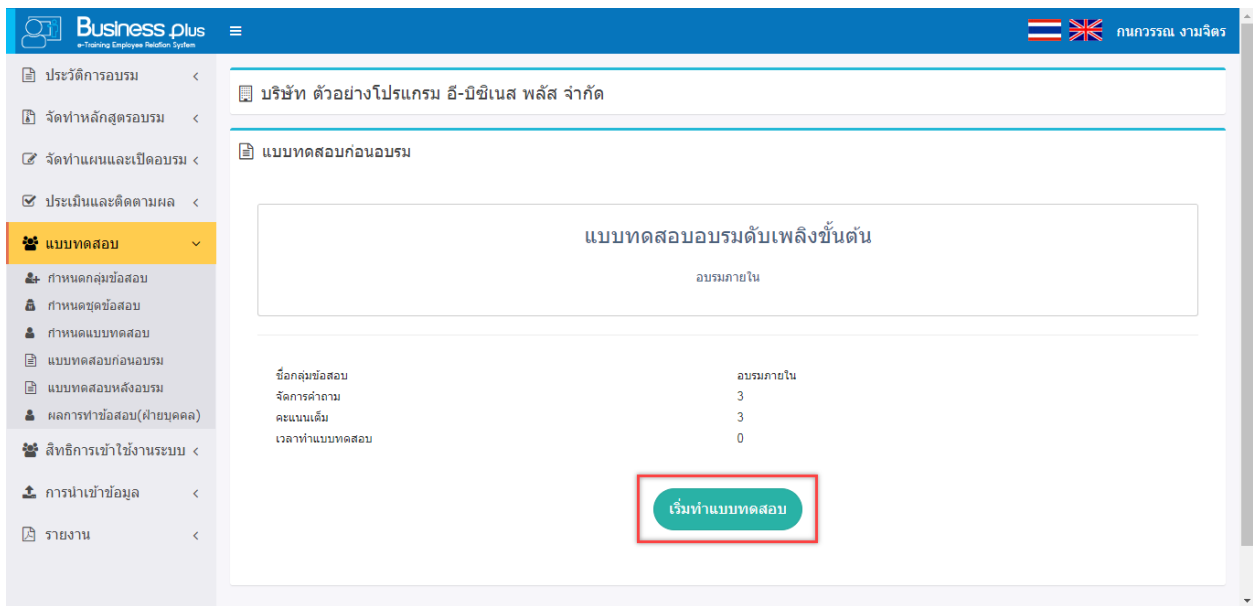 Business Plus
e-Training Employee Relation System
กนกวรรณ งามจิตร
ประวัติการอบรม
จัดทำหลักสูตรอบรม
จัดทำแผนและเปิดอบรม
ประเมินและติดตามผล
แบบทดสอบ
กำหนดกลุ่มข้อสอบ
กำหนดชุดข้อสอบ
กำหนดแบบทดสอบ
แบบทดสอบก่อนอบรม
แบบทดสอบหลังอบรม
ผลการทำข้อสอบ(ฝ่ายบุคคล)
สิทธิการเข้าใช้งานระบบ
การนำเข้าข้อมูล
รายงาน
บริษัท ตัวอย่างโปรแกรม อี-บิซิเนส พลัส จำกัด
แบบทดสอบก่อนอบรม
แบบทดสอบอบรมดับเพลิงขั้นต้น
อบรมภายใน
ชื่อกลุ่มข้อสอบ อบรมภายใน
จัดการคำถาม 3
คะแนนเต็ม 3
เวลาทำแบบทดสอบ 0
เริ่มทำแบบทดสอบ